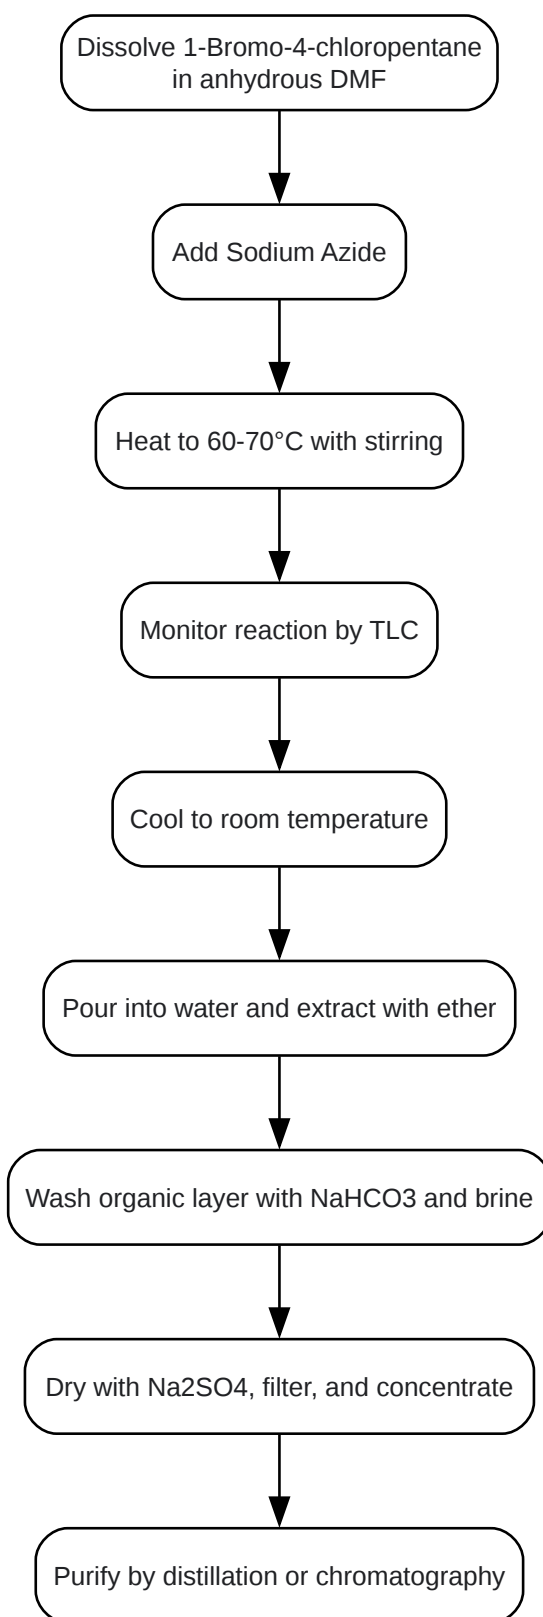 Dissolve 1-Bromo-4-chloropentane
in anhydrous DMF
Add Sodium Azide
Heat to 60-70°C with stirring
Monitor reaction by TLC
Cool to room temperature
Pour into water and extract with ether
Wash organic layer with NaHCO3 and brine
Dry with Na2SO4, filter, and concentrate
Purify by distillation or chromatography